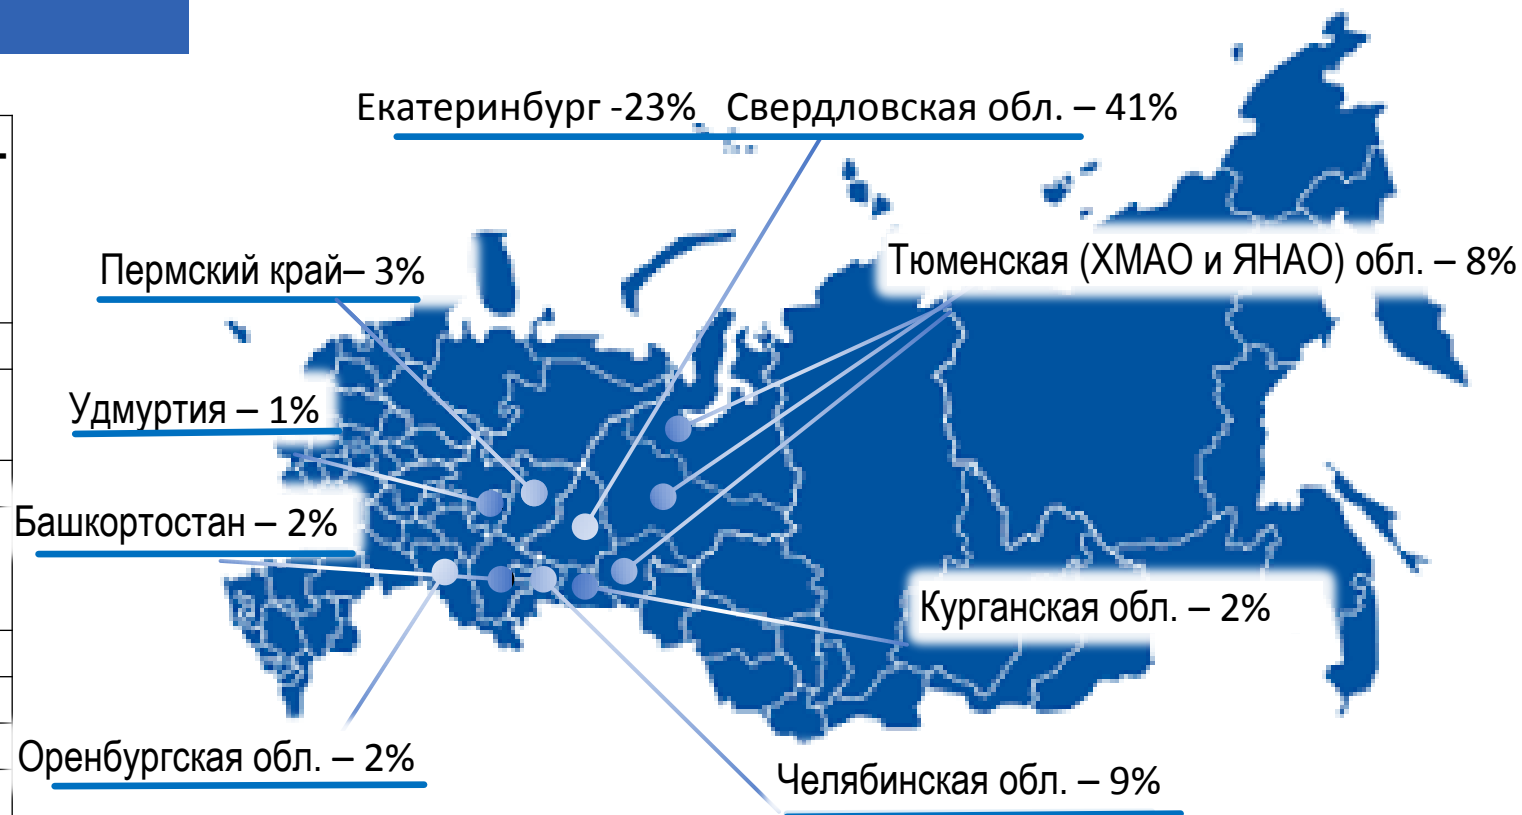 Екатеринбург -23% Свердловская обл. – 41%
Тюменская (ХМАО и ЯНАО) обл. – 8%
Пермский край– 3%
Удмуртия – 1%
Башкортостан – 2%
Курганская обл. – 2%
Оренбургская обл. – 2%
Челябинская обл. – 9%